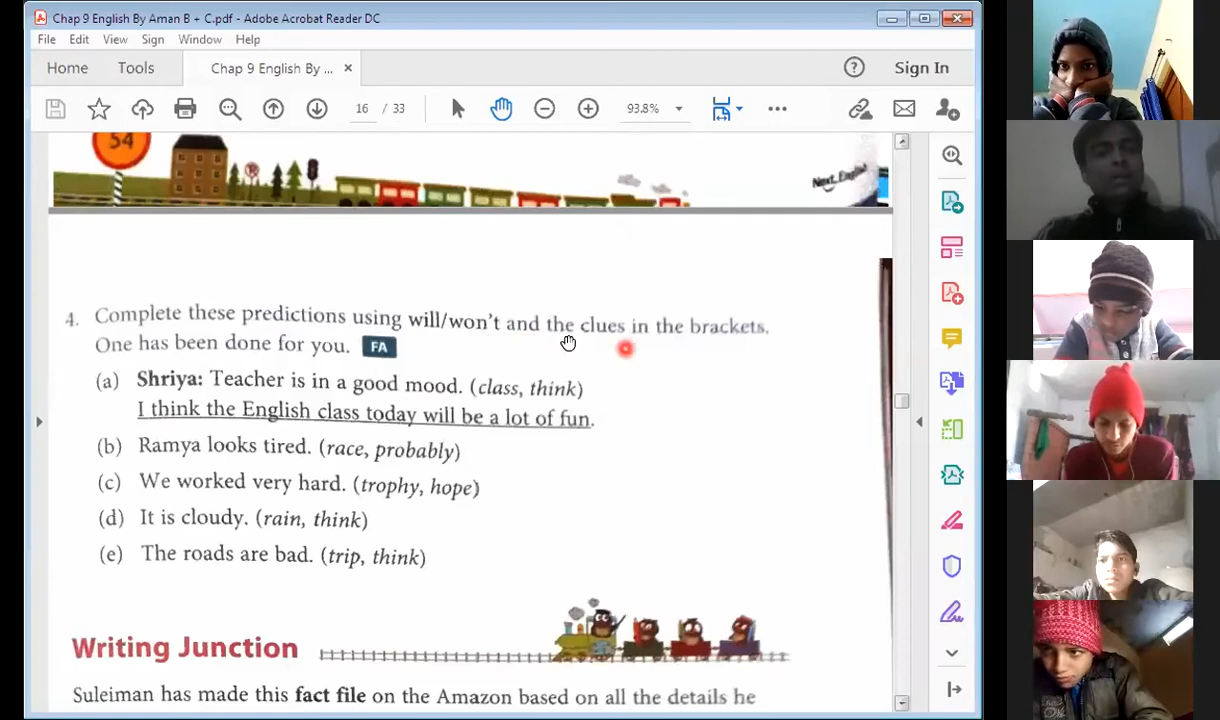 Chap 9 English By Aman B + C.pdf - Adobe Acrobat Reader DC
File Edit View Sign Window Help
Home Tools Chap 9 English By ... × Sign In
16 / 33 93.8%
54
Next English
4. Complete these predictions using will/won't and the clues in the brackets.
One has been done for you. FA
(a) Shriya: Teacher is in a good mood. (class, think)
I think the English class today will be a lot of fun.
(b) Ramya looks tired. (race, probably)
(c) We worked very hard. (trophy, hope)
(d) It is cloudy. (rain, think)
(e) The roads are bad. (trip, think)
Writing Junction
Suleiman has made this fact file on the Amazon based on all the details he